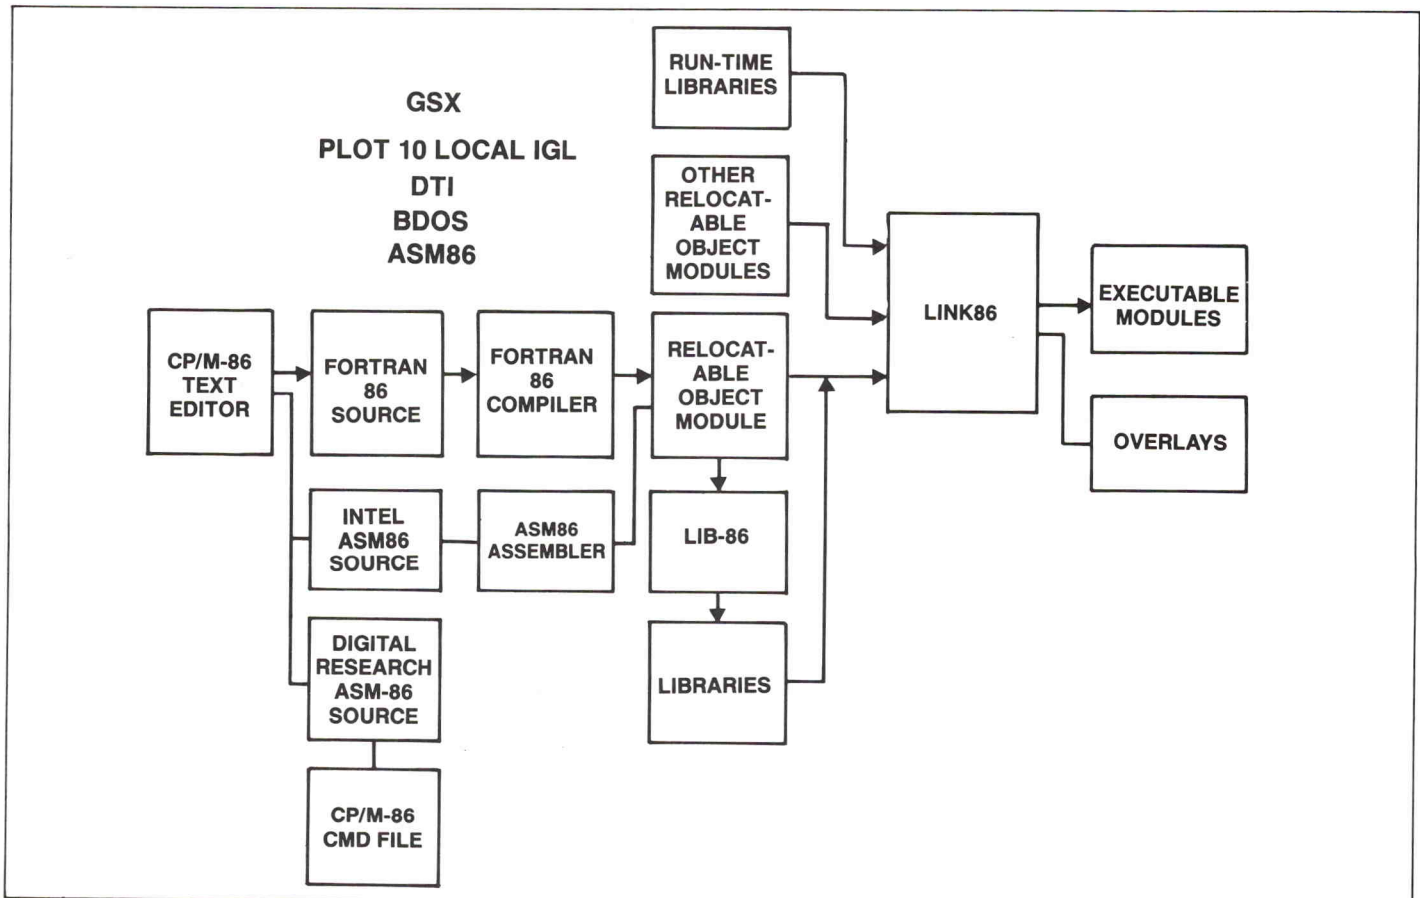 GSX
PLOT 10 LOCAL IGL
DTI
BDOS
ASM86
RUN-TIME
LIBRARIES
OTHER
RELOCAT-
ABLE
OBJECT
MODULES
LINK86
EXECUTABLE
MODULES
OVERLAYS
CP/M-86
TEXT
EDITOR
FORTRAN
86
SOURCE
FORTRAN
86
COMPILER
RELOCAT-
ABLE
OBJECT
MODULE
INTEL
ASM86
SOURCE
ASM86
ASSEMBLER
LIB-86
DIGITAL
RESEARCH
ASM-86
SOURCE
LIBRARIES
CP/M-86
CMD FILE